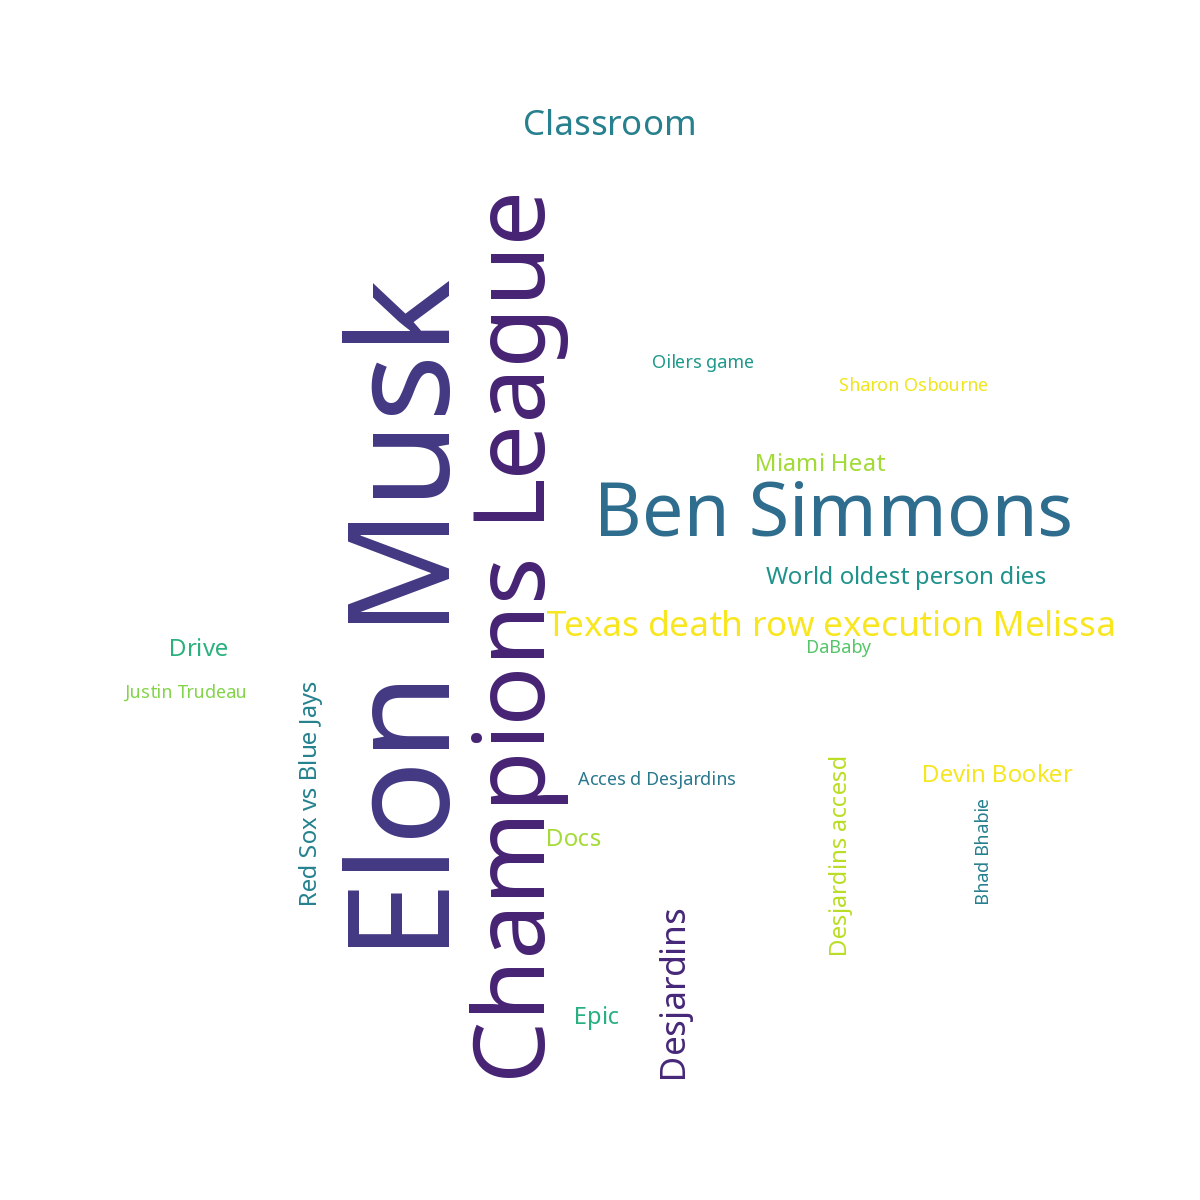 Classroom
Elon Musk
Champions League
Oilers game
Sharon Osbourne
Miami Heat
Ben Simmons
World oldest person dies
Texas death row execution Melissa
DaBaby
Drive
Justin Trudeau
Red Sox vs Blue Jays
Acces d Desjardins
Docs
Desjardins accesd
Devin Booker
Bhad Bhabie
Epic
Desjardins